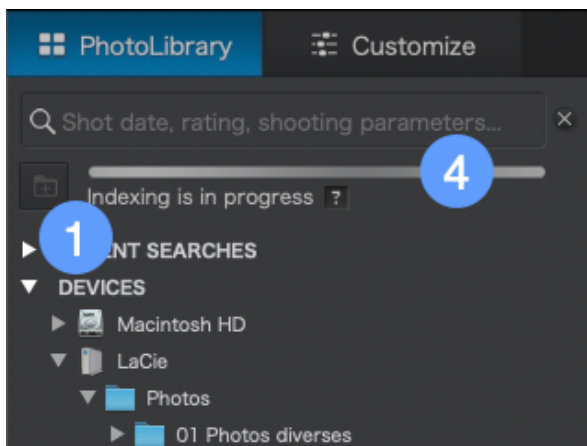 PhotoLibrary Customize
Shot date, rating, shooting parameters...
4
Indexing is in progress ?
1
ENT SEARCHES
DEVICES
Macintosh HD
LaCie
Photos
01 Photos diverses